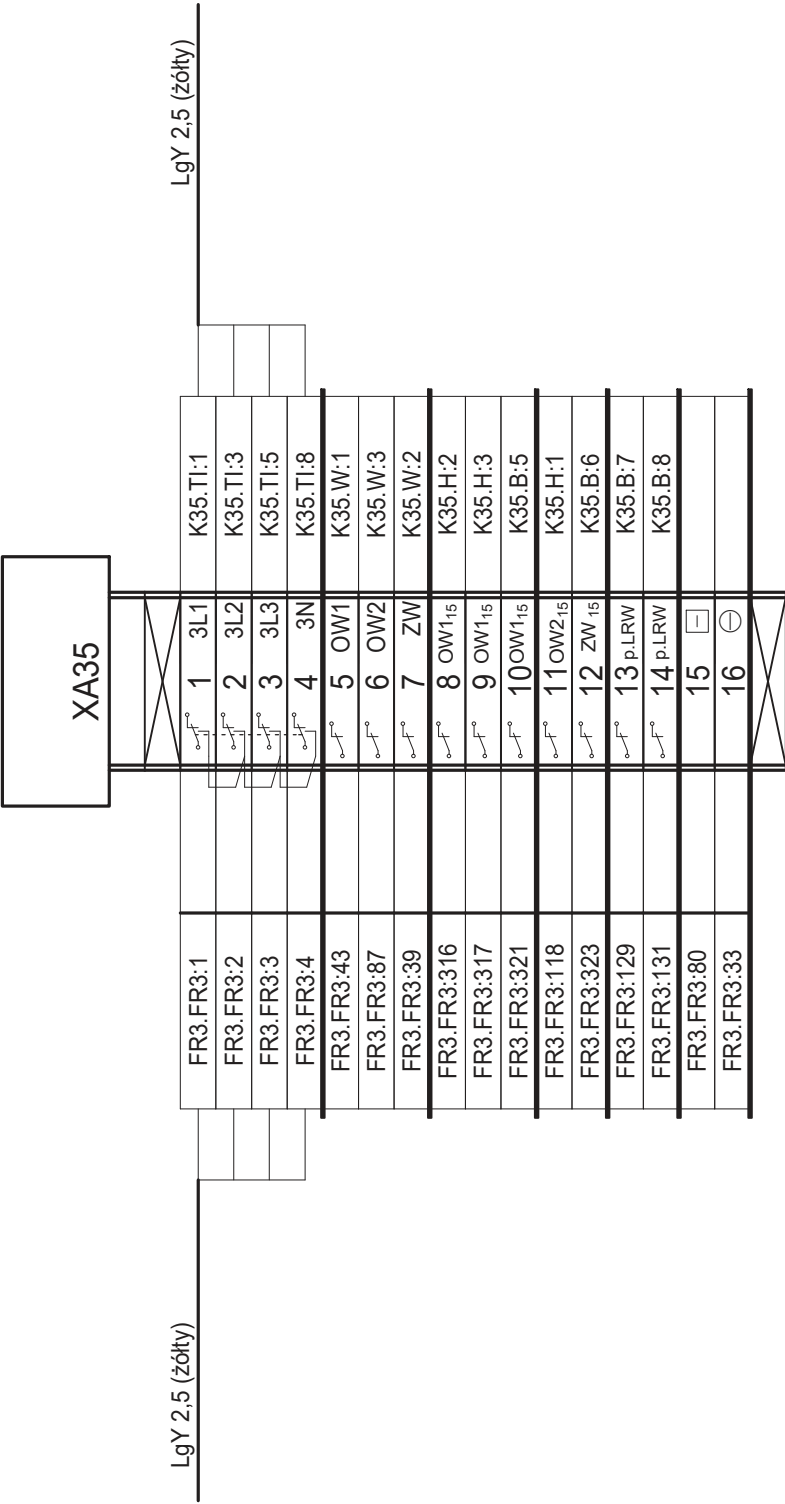 XA35
LgY 2,5 (żółty)
LgY 2,5 (żółty)
FR3.FR3:1 1 3L1 K35.TI:1
FR3.FR3:2 2 3L2 K35.TI:3
FR3.FR3:3 3 3L3 K35.TI:5
FR3.FR3:4 4 3N K35.TI:8
FR3.FR3:43 5 OW1 K35.W:1
FR3.FR3:87 6 OW2 K35.W:3
FR3.FR3:39 7 ZW K35.W:2
FR3.FR3:316 8 OW1₁₅ K35.H:2
FR3.FR3:317 9 OW1₁₅ K35.H:3
FR3.FR3:321 10 OW1₁₅ K35.B:5
FR3.FR3:118 11 OW2₁₅ K35.H:1
FR3.FR3:323 12 ZW ₁₅ K35.B:6
FR3.FR3:129 13 p.LRW K35.B:7
FR3.FR3:131 14 p.LRW K35.B:8
FR3.FR3:80 15
FR3.FR3:33 16